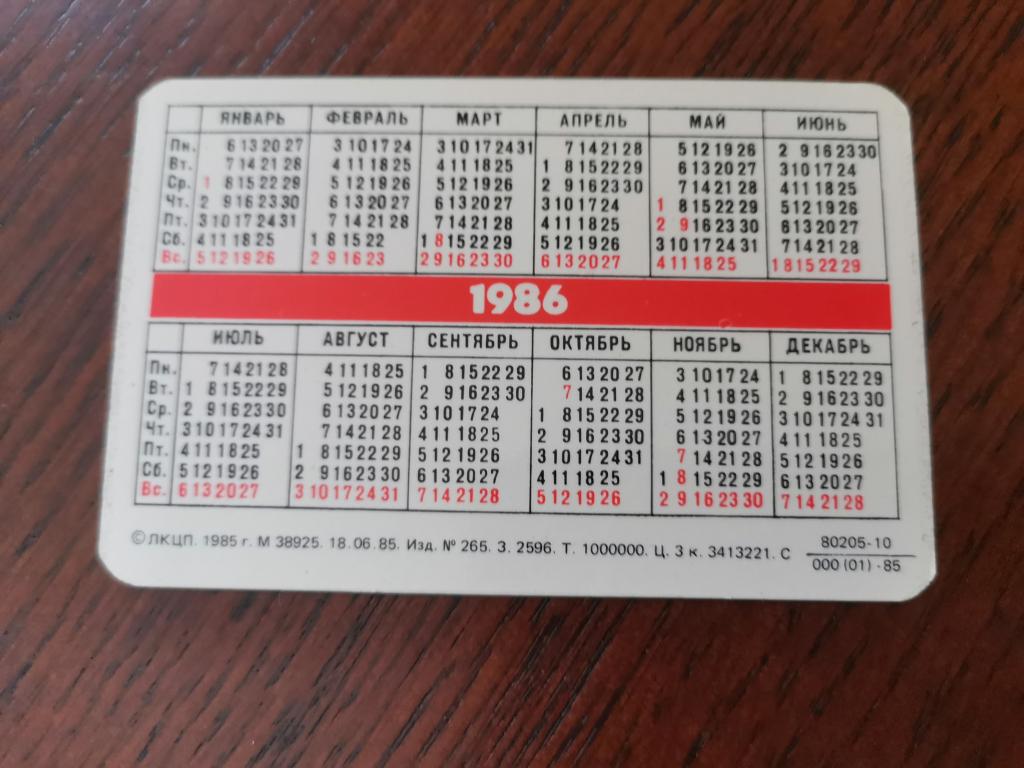 ЯНВАРЬ ФЕВРАЛЬ МАРТ АПРЕЛЬ МАЙ ИЮНЬ
Пн. 6 13 20 27 3 10 17 24 3 10 17 24 31 7 14 21 28 5 12 19 26 2 9 16 23 30
Вт. 7 14 21 28 4 11 18 25 4 11 18 25 1 8 15 22 29 6 13 20 27 3 10 17 24
Ср. 1 8 15 22 29 5 12 19 26 5 12 19 26 2 9 16 23 30 7 14 21 28 4 11 18 25
Чт. 2 9 16 23 30 6 13 20 27 6 13 20 27 3 10 17 24 1 8 15 22 29 5 12 19 26
Пт. 3 10 17 24 31 7 14 21 28 7 14 21 28 4 11 18 25 2 9 16 23 30 6 13 20 27
Сб. 4 11 18 25 1 8 15 22 1 8 15 22 29 5 12 19 26 3 10 17 24 31 7 14 21 28
Вс. 5 12 19 26 2 9 16 23 2 9 16 23 30 6 13 20 27 4 11 18 25 1 8 15 22 29
1986
ИЮЛЬ АВГУСТ СЕНТЯБРЬ ОКТЯБРЬ НОЯБРЬ ДЕКАБРЬ
Пн. 7 14 21 28 4 11 18 25 1 8 15 22 29 6 13 20 27 3 10 17 24 1 8 15 22 29
Вт. 1 8 15 22 29 5 12 19 26 2 9 16 23 30 7 14 21 28 4 11 18 25 2 9 16 23 30
Ср. 2 9 16 23 30 6 13 20 27 3 10 17 24 1 8 15 22 29 5 12 19 26 3 10 17 24 31
Чт. 3 10 17 24 31 7 14 21 28 4 11 18 25 2 9 16 23 30 6 13 20 27 4 11 18 25
Пт. 4 11 18 25 1 8 15 22 29 5 12 19 26 3 10 17 24 31 7 14 21 28 5 12 19 26
Сб. 5 12 19 26 2 9 16 23 30 6 13 20 27 4 11 18 25 1 8 15 22 29 6 13 20 27
Вс. 6 13 20 27 3 10 17 24 31 7 14 21 28 5 12 19 26 2 9 16 23 30 7 14 21 28
© ЛКЦП. 1985 г. М 38925. 18.06.85. Изд. № 265. З. 2596. Т. 1000000. Ц. 3 к. 3413221. С
80205-10
000 (01) -85